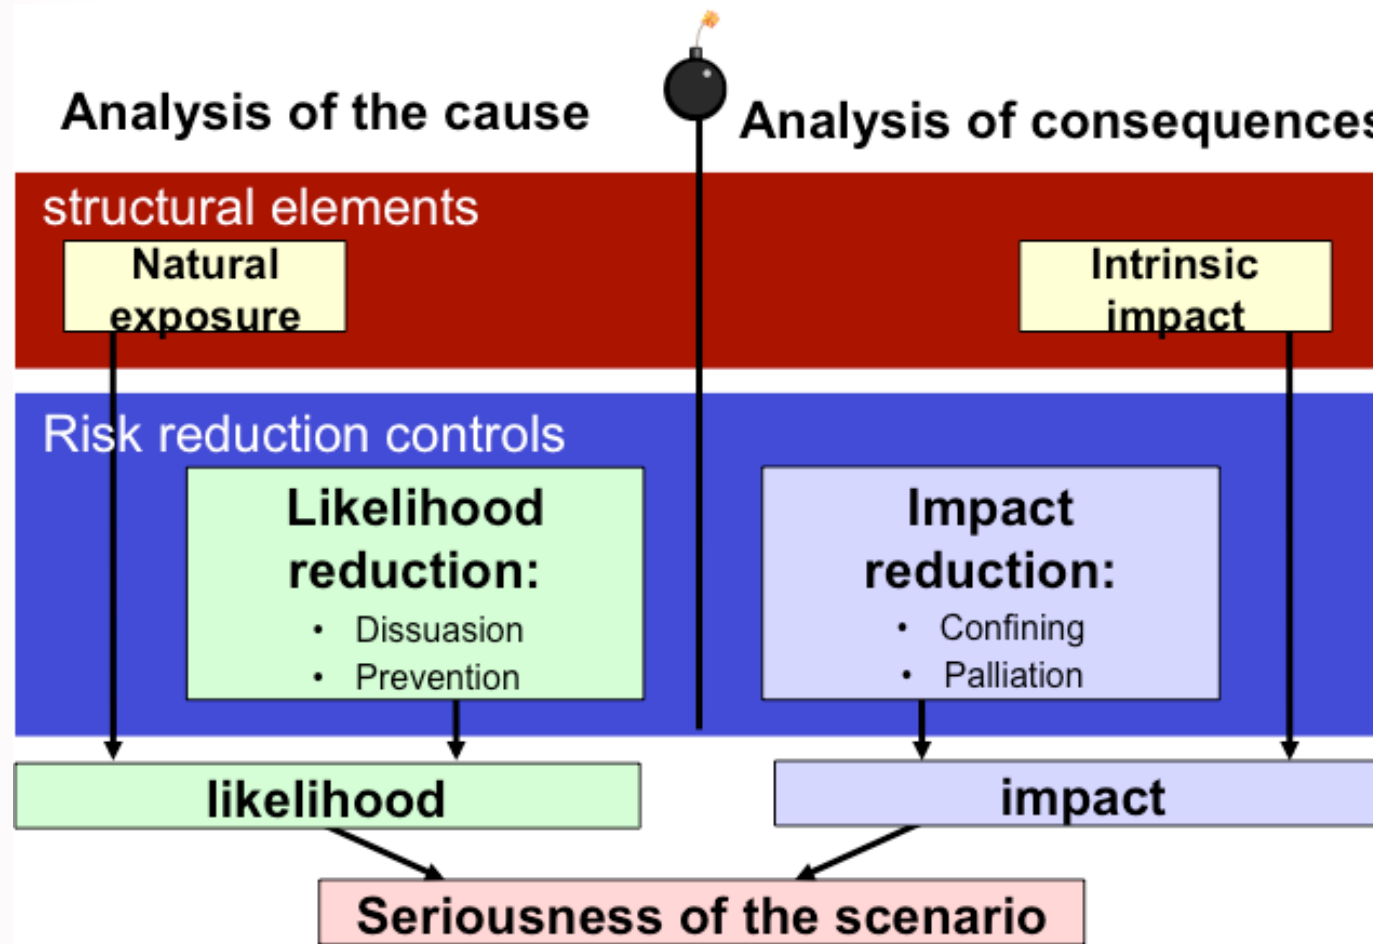 Analysis of the cause
Analysis of consequences
structural elements
Natural
exposure
Intrinsic
impact
Risk reduction controls
Likelihood
reduction:
• Dissuasion
• Prevention
Impact
reduction:
• Confining
• Palliation
likelihood
impact
Seriousness of the scenario